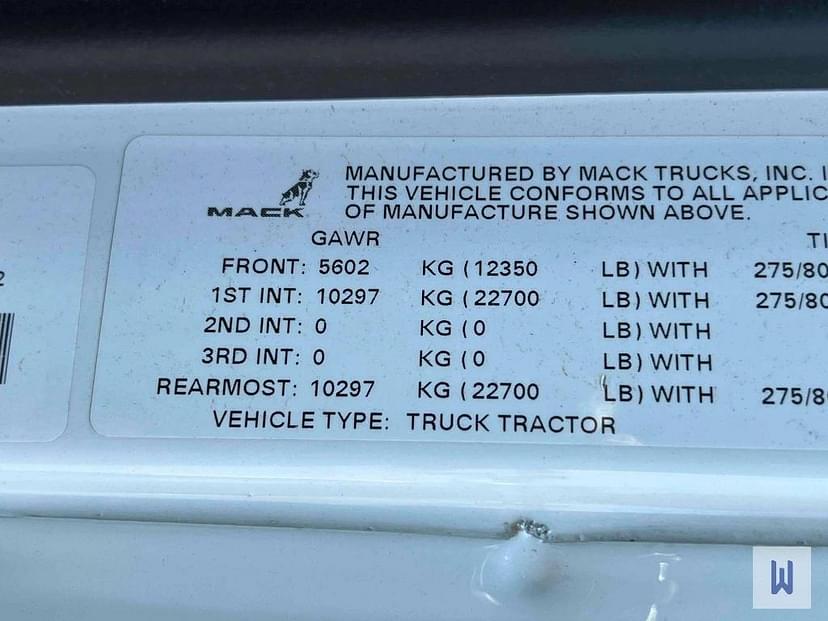 MANUFACTURED BY MACK TRUCKS, INC.
THIS VEHICLE CONFORMS TO ALL
OF MANUFACTURE SHOWN ABOVE.
MACK
GAWR
FRONT: 5602 KG (12350 LB) WITH 275/80
1ST INT: 10297 KG (22700 LB) WITH 275/80
2ND INT: 0 KG (0 LB) WITH
3RD INT: 0 KG (0 LB) WITH
REARMOST: 10297 KG (22700 LB) WITH 275/80
VEHICLE TYPE: TRUCK TRACTOR
W